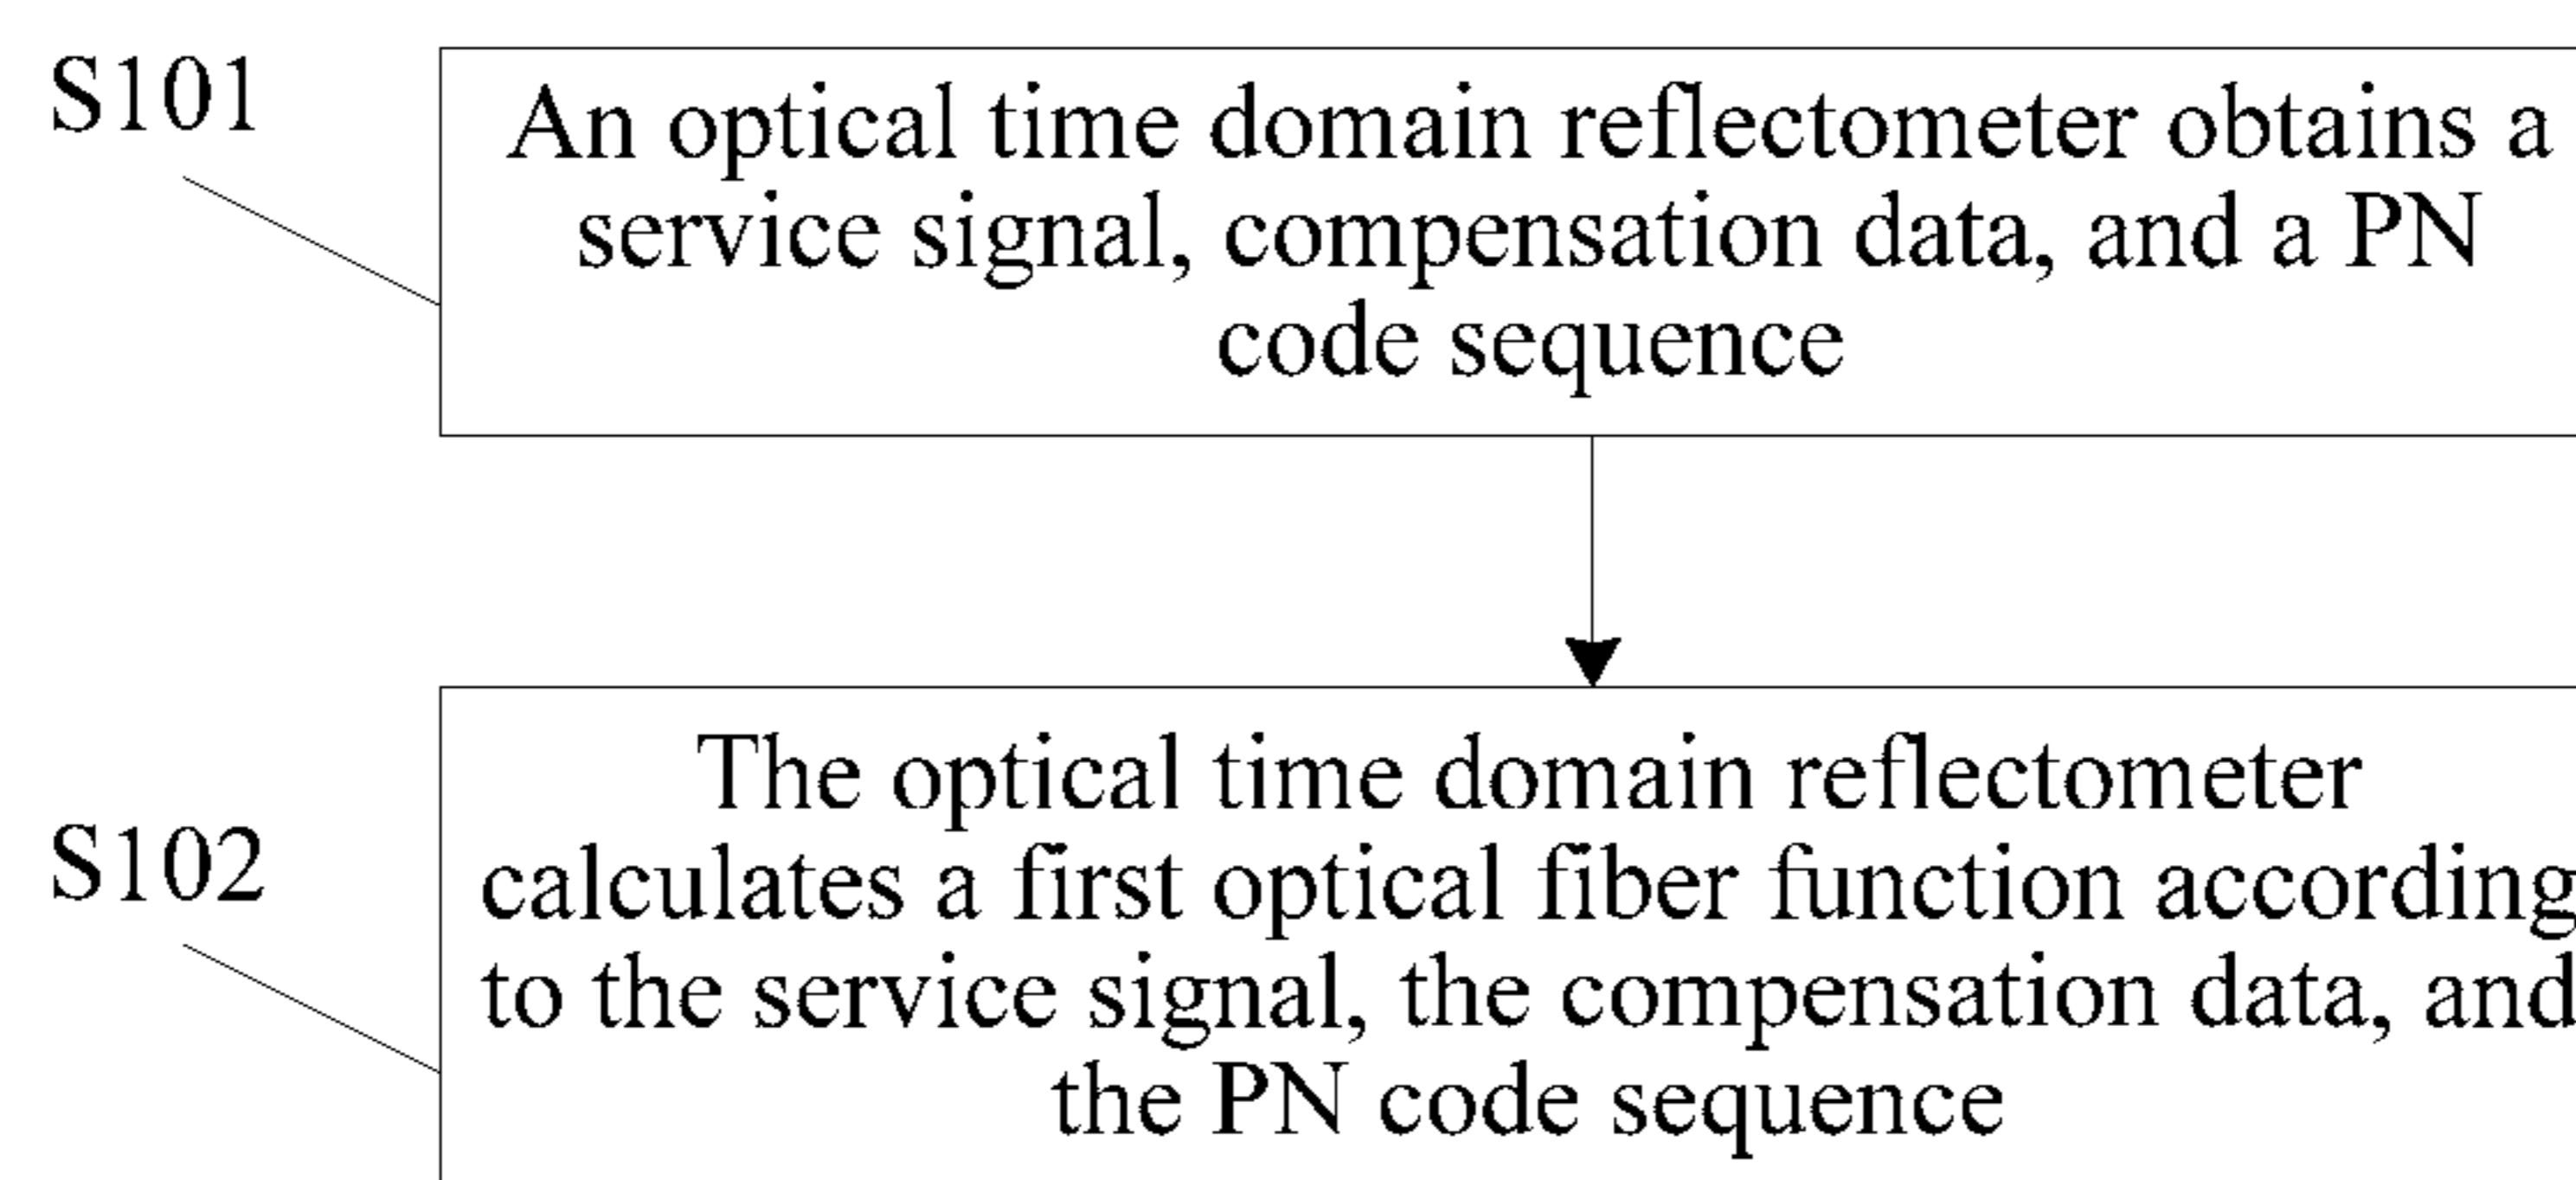 S101
An optical time domain reflectometer obtains a
service signal, compensation data, and a PN
code sequence
S102
The optical time domain reflectometer
calculates a first optical fiber function according
to the service signal, the compensation data, and
the PN code sequence